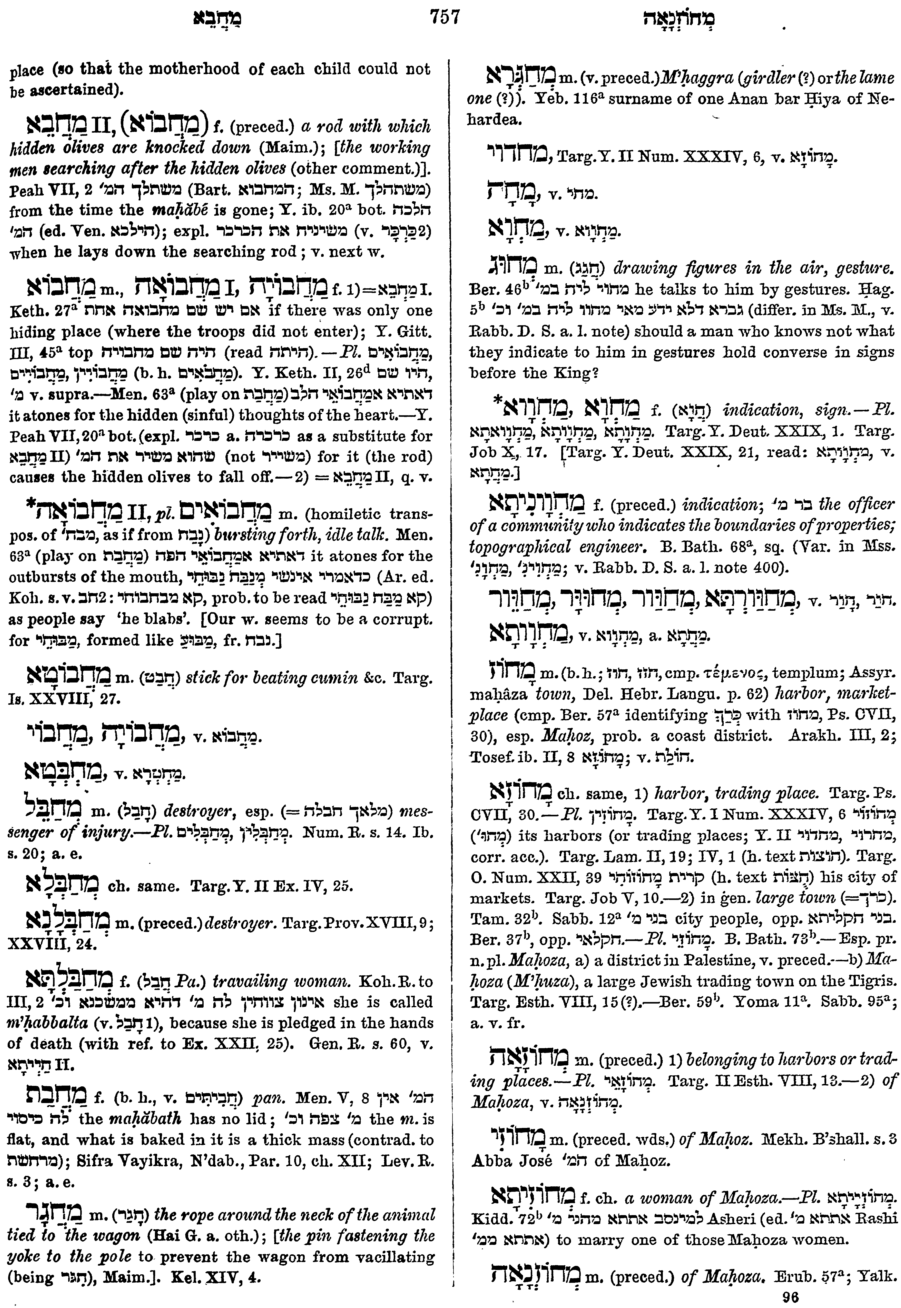 מַחֲבֵא 757 מְחוֹזְנָאָה
place (so that the motherhood of each child could not
be ascertained).
מַחֲבֵא II, (מַחֲבוֹא) f. (preced.) a rod with which
hidden olives are knocked down (Maim.); [the working
men searching after the hidden olives (other comment.)].
Peah VII, 2 משתלך המ' (Bart. המחבוא; Ms. M. משתהלך)
from the time the maḥăbé is gone; Y. ib. 20ᵃ bot. הלכה
המ' (ed. Ven. הילכא); expl. משיניח את הכרכר (v. כַּרְכָּר2)
when he lays down the searching rod; v. next w.
מַחֲבוֹא m., מַחֲבוֹאָה I, מַחֲבוֹיָה f. 1)=מַחֲבֵא I.
Keth. 27ᵃ אם יש שם מחבואה אחת if there was only one
hiding place (where the troops did not enter); Y. Gitt.
III, 45ᵃ top היה שם מחבויה (read היתה).—Pl. מַחֲבוֹאִים,
מַחֲבוֹיִין, מַחֲבוֹיִים (b. h. מַחֲבֹאִים). Y. Keth. II, 26ᵈ היו שם,
מ' v. supra.—Men. 63ᵃ (play on מַחֲבַת) דאתיא אמחבואי הלב
it atones for the hidden (sinful) thoughts of the heart.—Y.
Peah VII, 20ᵃ bot. (expl. כרכר a. כרכרה as a substitute for
מַחֲבֵא II) שהוא משיר את המ' (not משוייר) for it (the rod)
causes the hidden olives to fall off.—2) = מַחֲבֵא II, q. v.
*מַחֲבוֹאָה II, pl. מַחֲבוֹאִים m. (homiletic trans-
pos. of מבח', as if from נָבַח) bursting forth, idle talk. Men.
63ᵃ (play on מַחֲבַת) דאתיא אמחבואי הפה it atones for the
outbursts of the mouth, כדאמרי אינשי מְנַבַּח נַבּוּחֵי (Ar. ed.
Koh. s. v. חב2: קא מבחבוחי, prob. to be read קא מַבַּח נַבּוּחֵי)
as people say 'he blabs'. [Our w. seems to be a corrupt.
for מַבּוּחֵי, formed like מַבּוּעַ, fr. נבח.]
מַחֲבוֹטָא m. (חֲבַט) stick for beating cumin &c. Targ.
Is. XXVIII, 27.
מַחֲבוֹיָה, מַחֲבוֹי, v. מַחֲבוֹא.
מַחְבְּטָא, v. מַחְטְרָא.
מְחַבֵּל m. (חָבַל) destroyer, esp. (= מלאך חבלה) mes-
senger of injury.—Pl. מְחַבְּלִים, מְחַבְּלִין. Num. R. s. 14. Ib.
s. 20; a. e.
מְחַבְּלָא ch. same. Targ. Y. II Ex. IV, 25.
מְחַבְּלָנָא m. (preced.) destroyer. Targ. Prov. XVIII, 9;
XXVIII, 24.
מְחַבַּלְתָּא f. (חֲבַל Pa.) travailing woman. Koh. R. to
III, 2 אינון צווחין לה מ' דהיא ממשכנא וכ' she is called
m'ḥabbalta (v. חֲבַל 1), because she is pledged in the hands
of death (with ref. to Ex. XXII, 25). Gen. R. s. 60, v.
חַיְיתָא II.
מַחֲבַת f. (b. h., v. חֲבִיתִּים) pan. Men. V, 8 המ' אין
לה כיסוי the maḥăbath has no lid; מ' צפה וכ' the m. is
flat, and what is baked in it is a thick mass (contrad. to
מרחשת); Sifra Vayikra, N'dab., Par. 10, ch. XII; Lev. R.
s. 3; a. e.
מַחְגָּר m. (חָגַר) the rope around the neck of the animal
tied to the wagon (Hai G. a. oth.); [the pin fastening the
yoke to the pole to prevent the wagon from vacillating
(being חִגֵּר), Maim.]. Kel. XIV, 4.
מְחַגְּרָא m. (v. preced.) M'ḥaggra (girdler (?) or the lame
one (?)). Yeb. 116ᵃ surname of one Anan bar Ḥiya of Ne-
hardea.
מחדוי, Targ. Y. II Num. XXXIV, 6, v. מָחוֹזָא.
מָחָה, v. מחי.
מַחֲוָא, v. מַחֲוְוָא.
מְחוּג m. (חֲגַג) drawing figures in the air, gesture.
Ber. 46ᵇ מחוי ליה במ' he talks to him by gestures. Ḥag.
5ᵇ גברא דלא ידע מאי מחוו ליה במ' וכ' (differ. in Ms. M., v.
Rabb. D. S. a. l. note) should a man who knows not what
they indicate to him in gestures hold converse in signs
before the King?
*מַחֲוָא, מַחֲוְוָא f. (חֲוָא) indication, sign.—Pl.
מַחֲוָתָא, מַחֲוְוָתָא, מַחֲוְואָתָא. Targ. Y. Deut. XXIX, 1. Targ.
Job X, 17. [Targ. Y. Deut. XXIX, 21, read: מַחְווָתָא, v.
מַחֲתָא.]
מַחְוָנִיתָא f. (preced.) indication; בר מ' the officer
of a community who indicates the boundaries of properties;
topographical engineer. B. Bath. 68ᵃ, sq. (Var. in Mss.
מַחְוָנִי', מַחְוִינִי'; v. Rabb. D. S. a. l. note 400).
מְחַוַּורְתָּא, מְחַוַּור, מְחוּוָּר, מְחַוֵּור, v. חִוֵּר, חֲוַר.
מַחֲווָתָא, v. מַחֲוְוָא, a. מַחֲתָא.
מָחוֹז m. (b. h.; חזז, חוז, cmp. τέμενος, templum; Assyr.
maḥâza town, Del. Hebr. Langu. p. 62) harbor, market-
place (cmp. Ber. 57ᵃ identifying כְּרַךְ with מחוז, Ps. CVII,
30), esp. Maḥoz, prob. a coast district. Arakh. III, 2;
Tosef. ib. II, 8 מָחוֹזָא; v. חוֹלַת.
מָחוֹזָא ch. same, 1) harbor, trading place. Targ. Ps.
CVII, 30.—Pl. מָחוֹזִין. Targ. Y. I Num. XXXIV, 6 מָחוֹזוֹי
(מְחוּ') its harbors (or trading places; Y. II מחרוי, מחדוי,
corr. acc.). Targ. Lam. II, 19; IV, 1 (h. text חוצות). Targ.
O. Num. XXII, 39 קרית מָחוֹזוֹהִי (h. text חֻצוֹת) his city of
markets. Targ. Job V, 10.—2) in gen. large town (=כרך).
Tam. 32ᵇ. Sabb. 12ᵃ בני מ' city people, opp. בני חקליתא.
Ber. 37ᵇ, opp. חקלאי.—Pl. מָחוֹזֵי. B. Bath. 73ᵇ.—Esp. pr.
n. pl. Maḥoza, a) a district in Palestine, v. preced.—b) Ma-
ḥoza (M'ḥuza), a large Jewish trading town on the Tigris.
Targ. Esth. VIII, 15 (?).—Ber. 59ᵇ. Yoma 11ᵃ. Sabb. 95ᵃ;
a. v. fr.
מָחוֹזָאָה m. (preced.) 1) belonging to harbors or trad-
ing places.—Pl. מָחוֹזָאֵי. Targ. II Esth. VIII, 13.—2) of
Maḥoza, v. מְחוֹזְנָאָה.
מָחוֹזִי m. (preced. wds.) of Maḥoz. Mekh. B'shall. s. 3
Abba José המ' of Maḥoz.
מָחוֹזִיתָא f. ch. a woman of Maḥoza.—Pl. מָחוֹזְיָיתָא.
Kidd. 72ᵇ למינסב אתתא מהני מ' Asheri (ed. אתתא מ' Rashi
אתתא ממ') to marry one of those Maḥoza women.
מְחוֹזְנָאָה m. (preced.) of Maḥoza. Erub. 57ᵃ; Yalk.
96